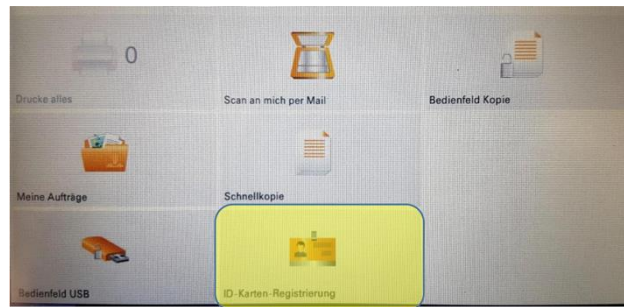 0
Drucke alles
Scan an mich per Mail
Bedienfeld Kopie
Meine Aufträge
Schnellkopie
Bedienfeld USB
ID-Karten-Registrierung